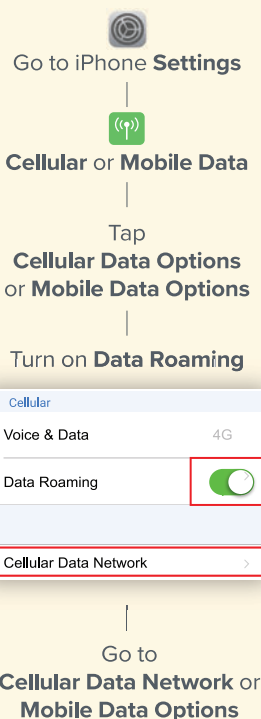 Go to iPhone Settings
Cellular or Mobile Data
Tap
Cellular Data Options
or Mobile Data Options
Turn on Data Roaming
Cellular
Voice & Data 4G
Data Roaming
Cellular Data Network
Go to
Cellular Data Network or
Mobile Data Options